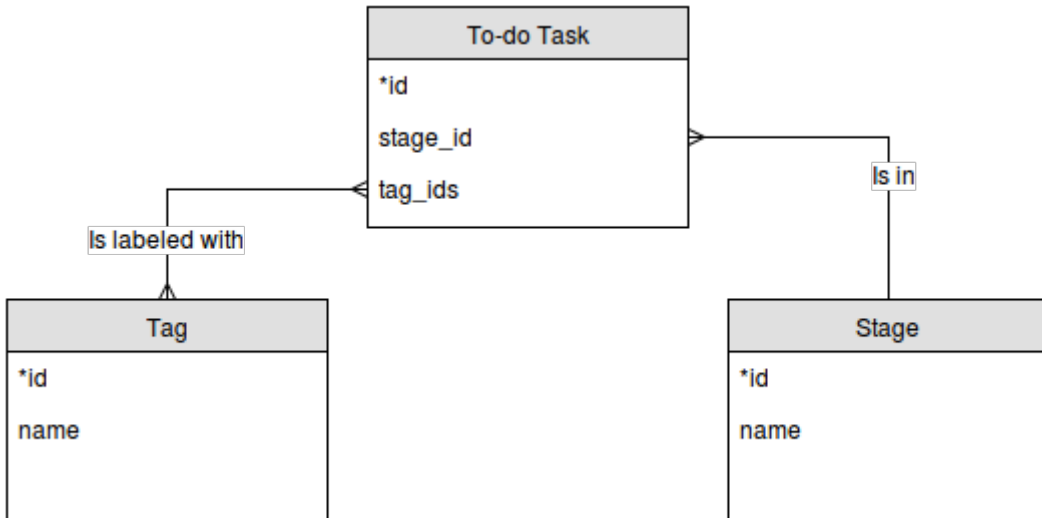 To-do Task
*id
stage_id
tag_ids
Is in
Is labeled with
Tag
*id
name
Stage
*id
name